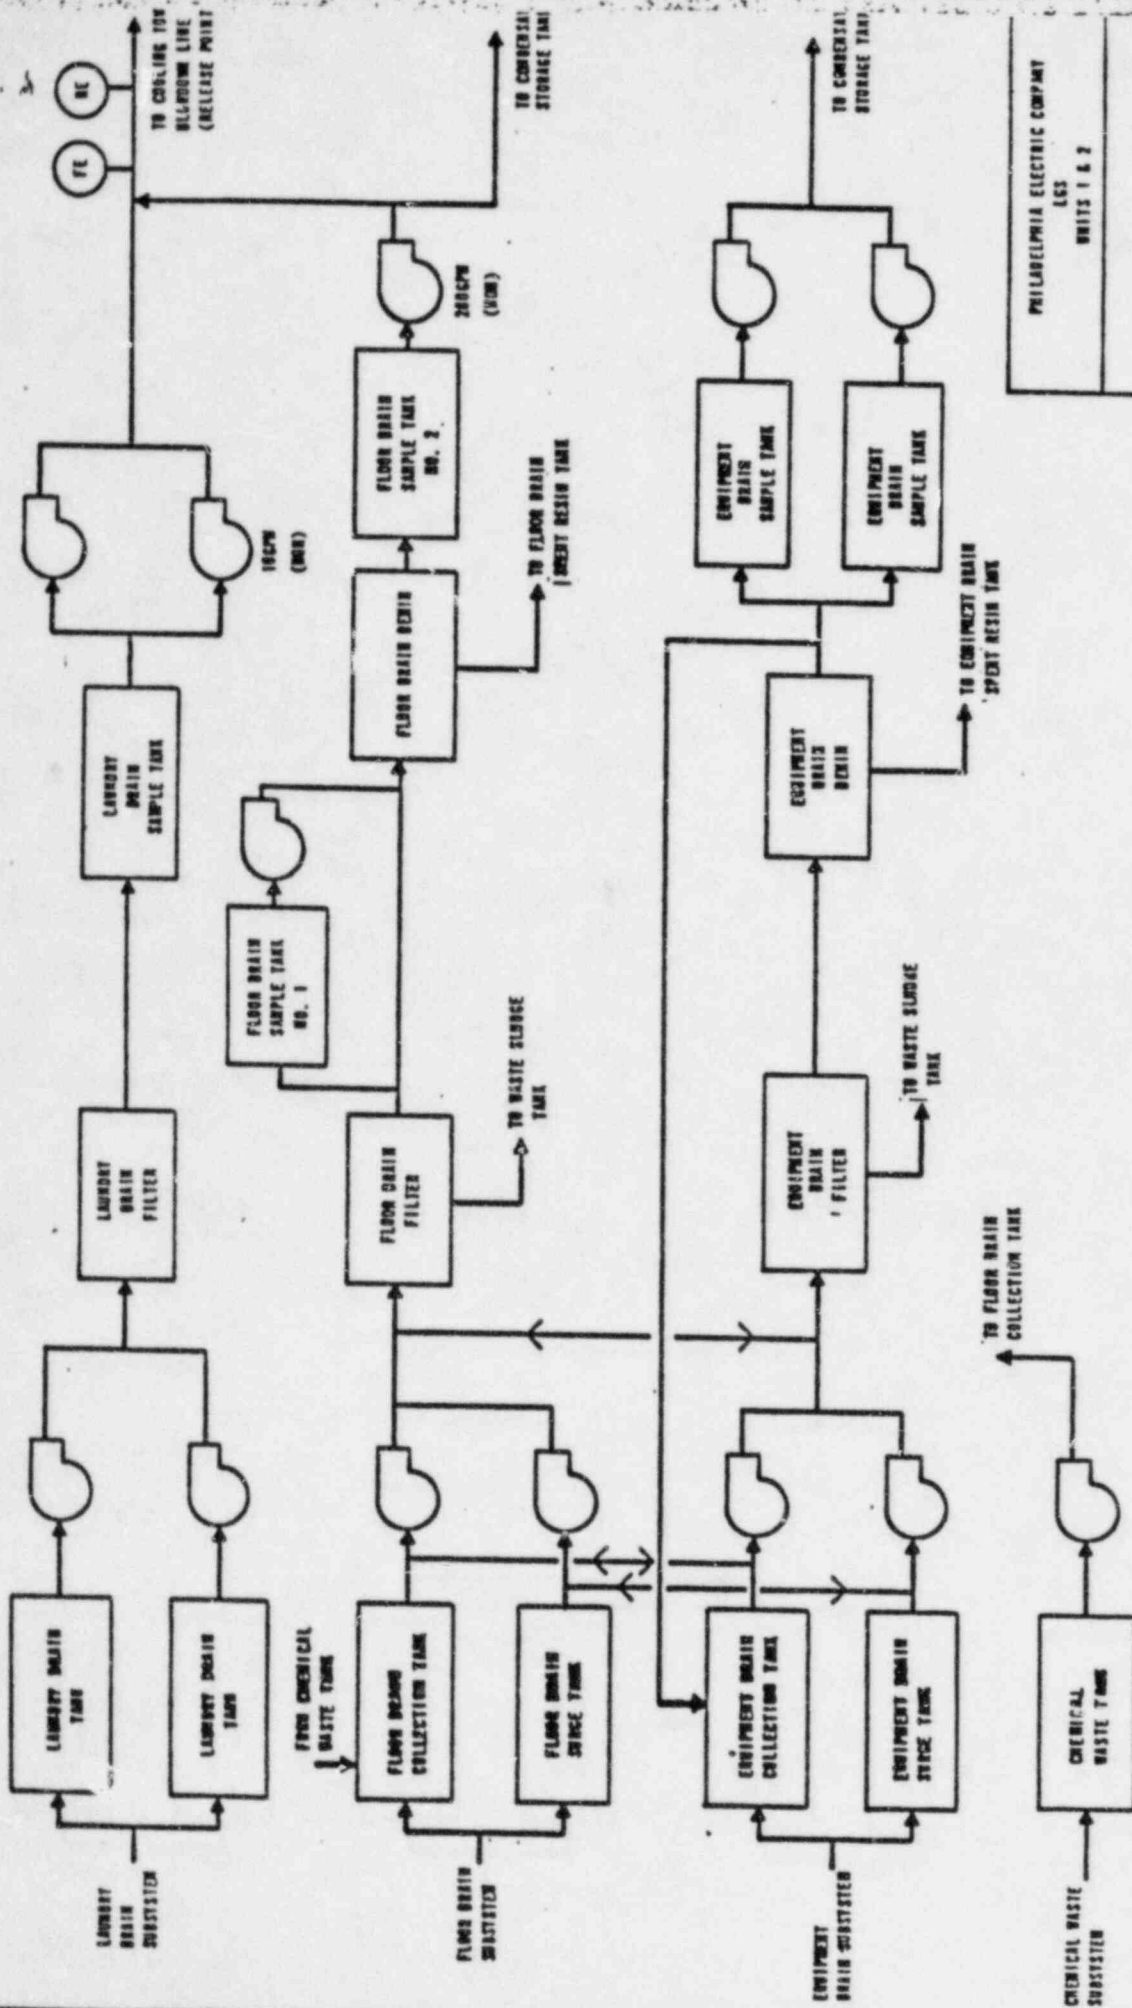 LAUNDRY
DRAIN
SUBSYSTEM
LAUNDRY DRAIN
TANK
LAUNDRY DRAIN
TANK
LAUNDRY
DRAIN
FILTER
LAUNDRY
DRAIN
SAMPLE TANK
10GPM
(NOM)
FE
RE
TO COOLING TOW
BLOWDOWN LINE
(RELEASE POINT
FLOOR DRAIN
SUBSYSTEM
FROM CHEMICAL
WASTE TANK
FLOOR DRAIN
COLLECTION TANK
FLOOR DRAIN
SURGE TANK
FLOOR DRAIN
FILTER
TO WASTE SLUDGE
TANK
FLOOR DRAIN
SAMPLE TANK
NO. 1
FLOOR DRAIN DEMIN
TO FLOOR DRAIN
SPENT RESIN TANK
FLOOR DRAIN
SAMPLE TANK
NO. 2
(NOM)
TO CONDENSA
STORAGE TANK
EQUIPMENT
DRAIN SUBSYSTEM
EQUIPMENT DRAIN
COLLECTION TANK
EQUIPMENT DRAIN
SURGE TANK
EQUIPMENT
DRAIN
FILTER
TO WASTE SLUDGE
TANK
EQUIPMENT
DRAIN
DEMIN
TO EQUIPMENT DRAIN
SPENT RESIN TANK
EQUIPMENT
DRAIN
SAMPLE TANK
EQUIPMENT
DRAIN
SAMPLE TANK
TO CONDENSA
STORAGE TANK
CHEMICAL WASTE
SUBSYSTEM
CHEMICAL
WASTE TANK
TO FLOOR DRAIN
COLLECTION TANK
PHILADELPHIA ELECTRIC COMPANY
LGS
UNITS 1 & 2